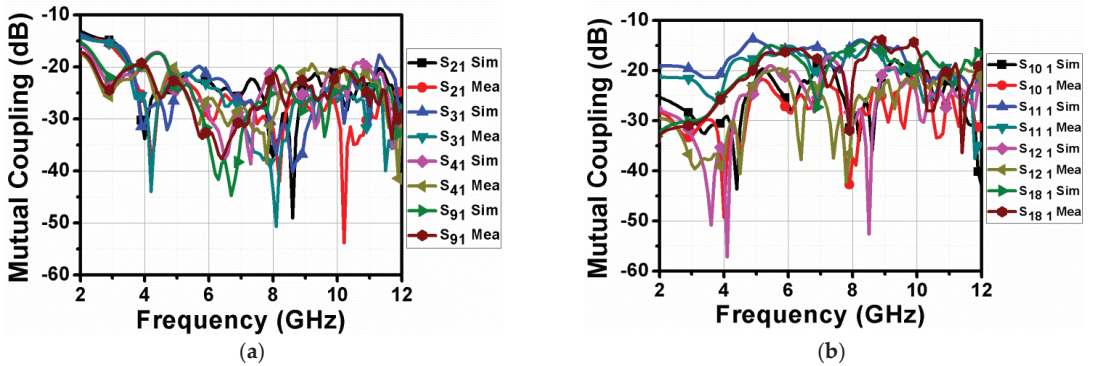 -10
-20
-30
-40
-50
-60
Mutual Coupling (dB)
2 4 6 8 10 12
Frequency (GHz)
S21 Sim
S21 Mea
S31 Sim
S31 Mea
S41 Sim
S41 Mea
S91 Sim
S91 Mea
(a)
-10
-20
-30
-40
-50
-60
Mutual Coupling (dB)
2 4 6 8 10 12
Frequency (GHz)
S10 1 Sim
S10 1 Mea
S11 1 Sim
S11 1 Mea
S12 1 Sim
S12 1 Mea
S18 1 Sim
S18 1 Mea
(b)